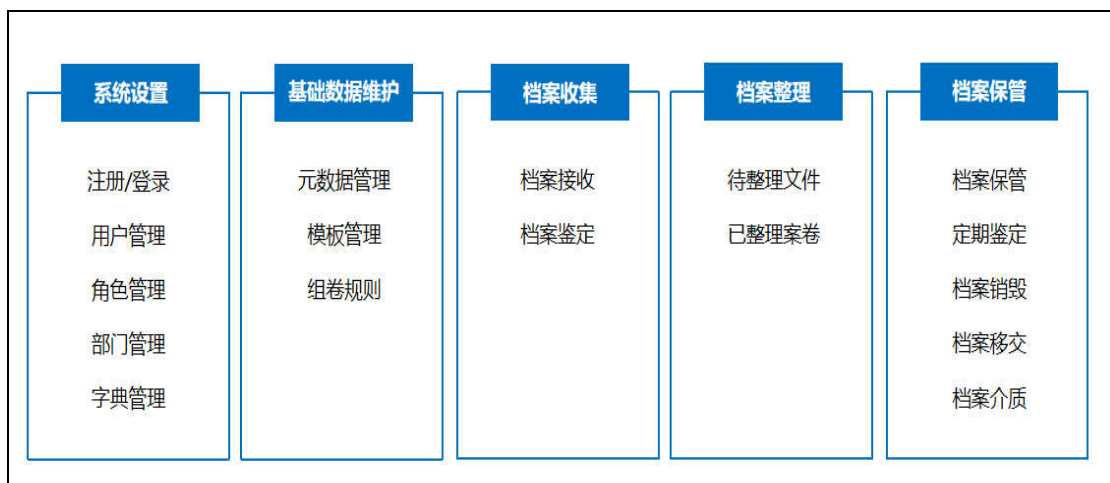 系统设置
注册/登录
用户管理
角色管理
部门管理
字典管理
基础数据维护
元数据管理
模板管理
组卷规则
档案收集
档案接收
档案鉴定
档案整理
待整理文件
已整理案卷
档案保管
档案保管
定期鉴定
档案销毁
档案移交
档案介质